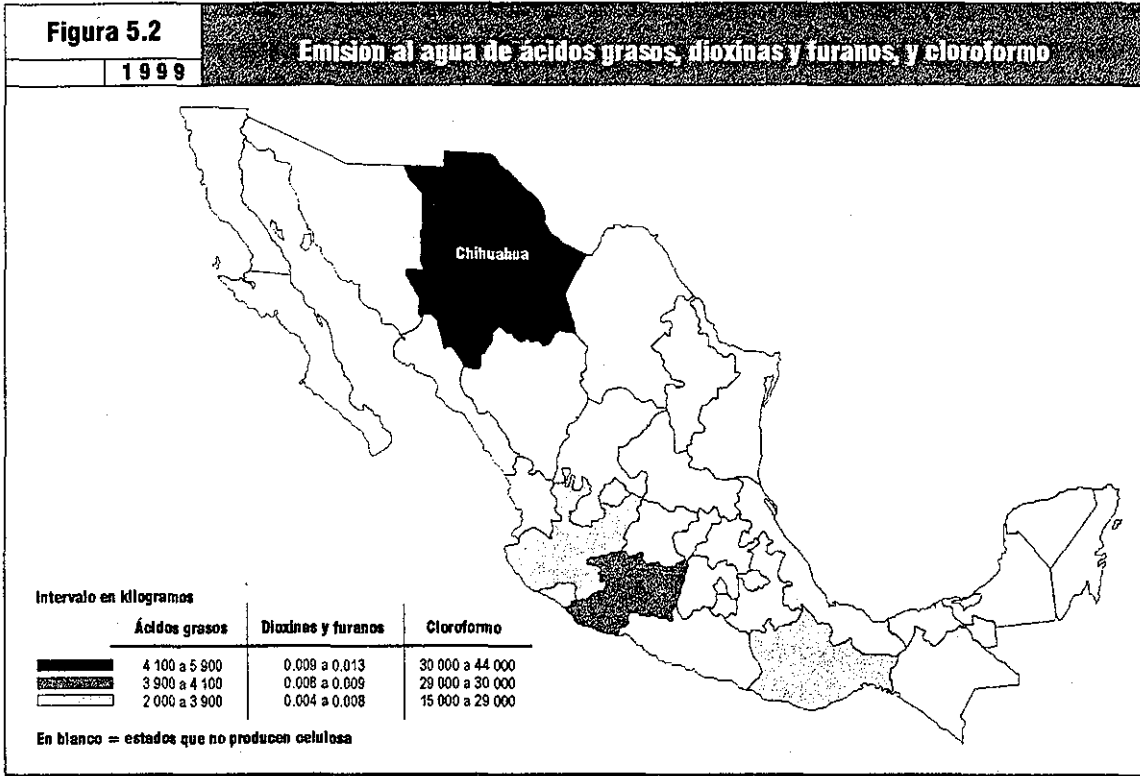 Figura 5.2
1999
Emisión al agua de ácidos grasos, dioxinas y furanos, y cloroformo
Chihuahua
Intervalo en kilogramos
Ácidos grasos Dioxinas y furanos Cloroformo
4 100 a 5 900 0.009 a 0.013 30 000 a 44 000
3 900 a 4 100 0.008 a 0.009 29 000 a 30 000
2 000 a 3 900 0.004 a 0.008 15 000 a 29 000
En blanco = estados que no producen celulosa